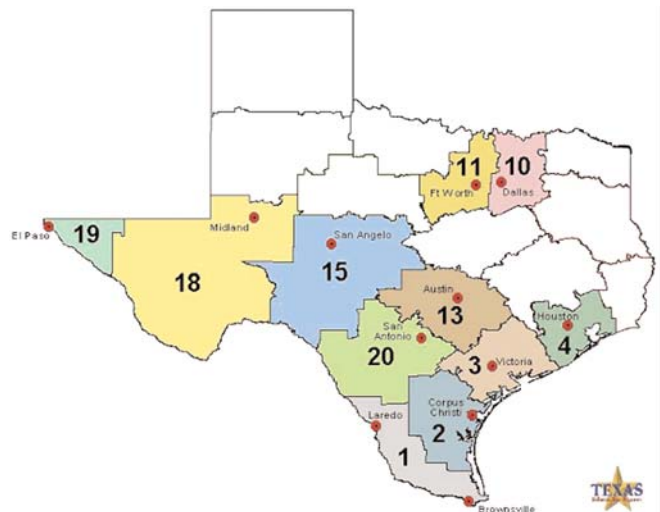 11
10
Ft Worth
Dallas
El Paso
19
Midland
San Angelo
18
15
Austin
Houston
13
4
San
Antonio
20
3
Victoria
Laredo
Corpus
Christi
2
1
TEXAS
Brownsville